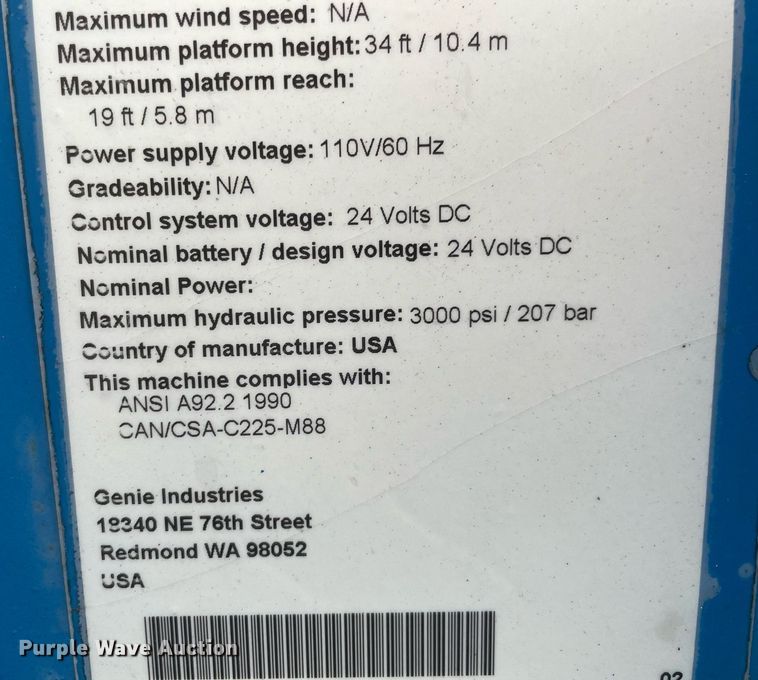 Maximum wind speed: N/A
Maximum platform height: 34 ft / 10.4 m
Maximum platform reach:
19 ft / 5.8 m
Power supply voltage: 110V/60 Hz
Gradeability: N/A
Control system voltage: 24 Volts DC
Nominal battery / design voltage: 24 Volts DC
Nominal Power:
Maximum hydraulic pressure: 3000 psi / 207 bar
Country of manufacture: USA
This machine complies with:
ANSI A92.2 1990
CAN/CSA-C225-M88
Genie Industries
18340 NE 76th Street
Redmond WA 98052
USA
Purple Wave Auction